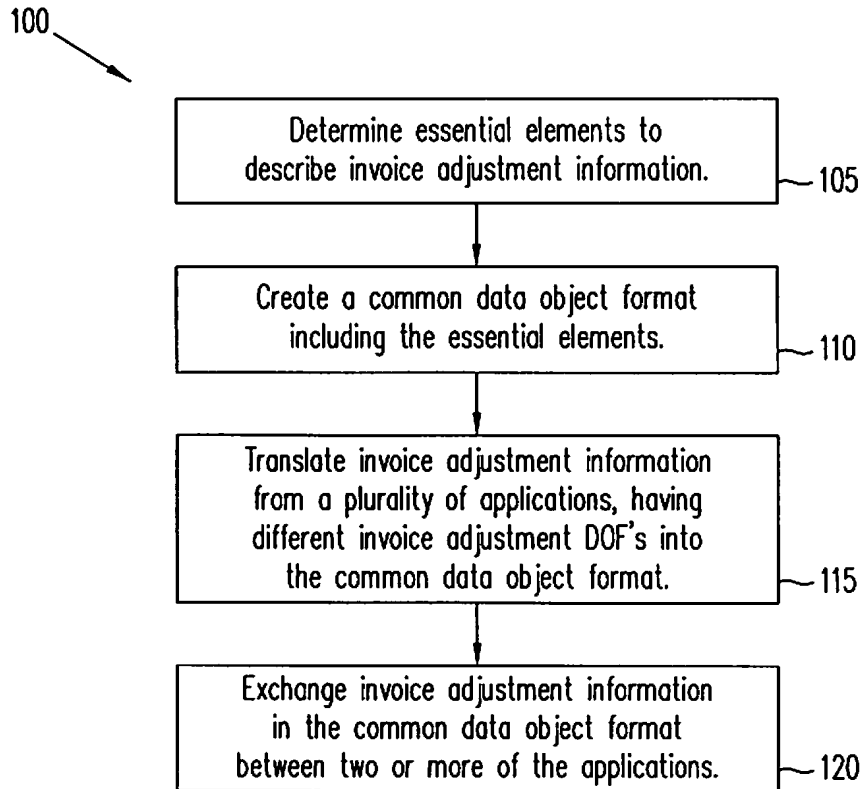 100
Determine essential elements to
describe invoice adjustment information.
105
Create a common data object format
including the essential elements.
110
Translate invoice adjustment information
from a plurality of applications, having
different invoice adjustment DOF's into
the common data object format.
115
Exchange invoice adjustment information
in the common data object format
between two or more of the applications.
120